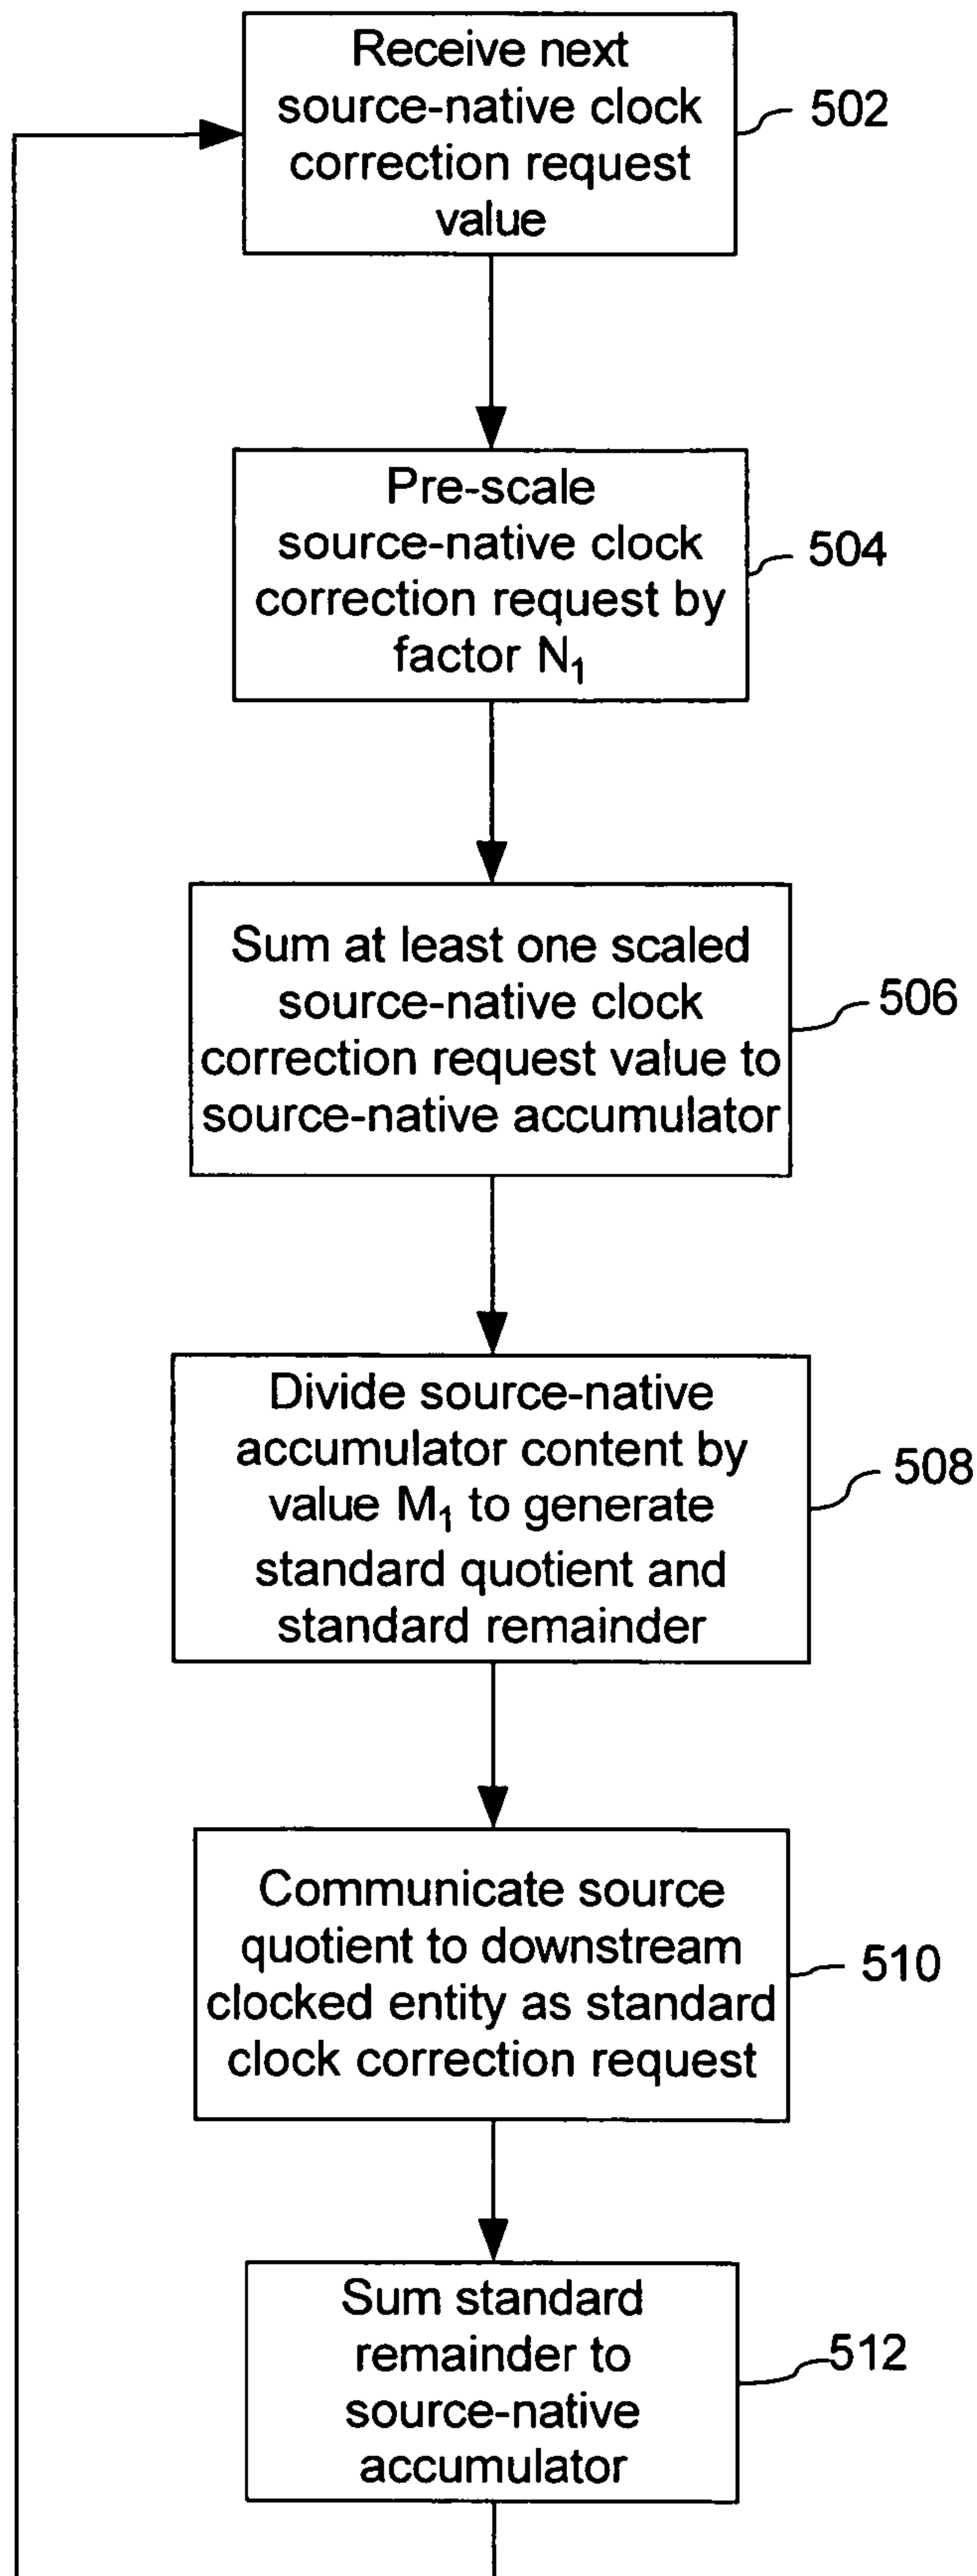 Receive next
source-native clock
correction request
value
502
Pre-scale
source-native clock
correction request by
factor N₁
504
Sum at least one scaled
source-native clock
correction request value to
source-native accumulator
506
Divide source-native
accumulator content by
value M₁ to generate
standard quotient and
standard remainder
508
Communicate source
quotient to downstream
clocked entity as standard
clock correction request
510
Sum standard
remainder to
source-native
accumulator
512